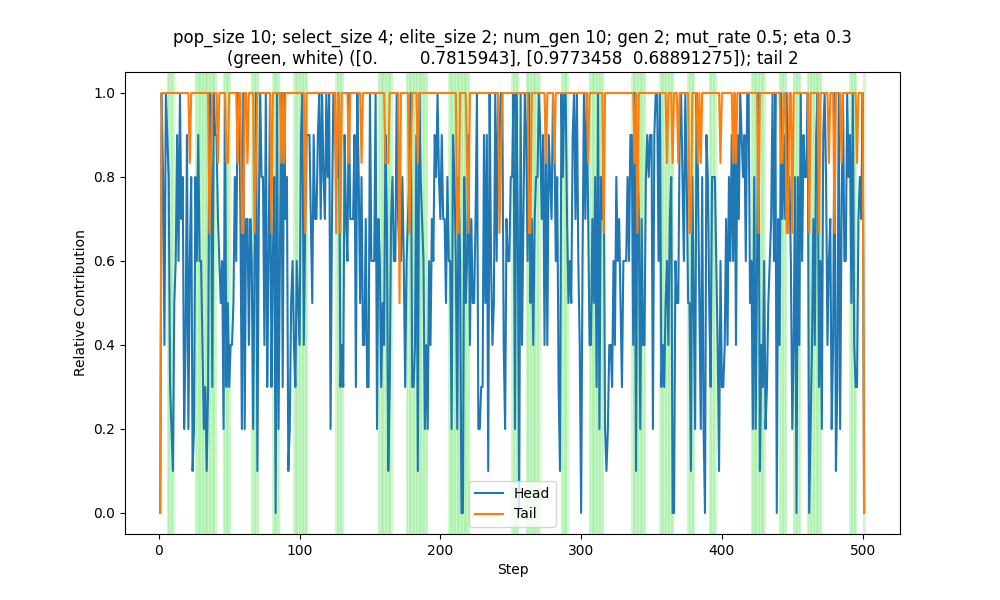 pop_size 10; select_size 4; elite_size 2; num_gen 10; gen 2; mut_rate 0.5; eta 0.3
(green, white) ([0.        0.7815943], [0.9773458  0.68891275]); tail 2
1.0
0.8
0.6
0.4
0.2
0.0
Relative Contribution
Head
Tail
0
100
200
300
400
500
Step